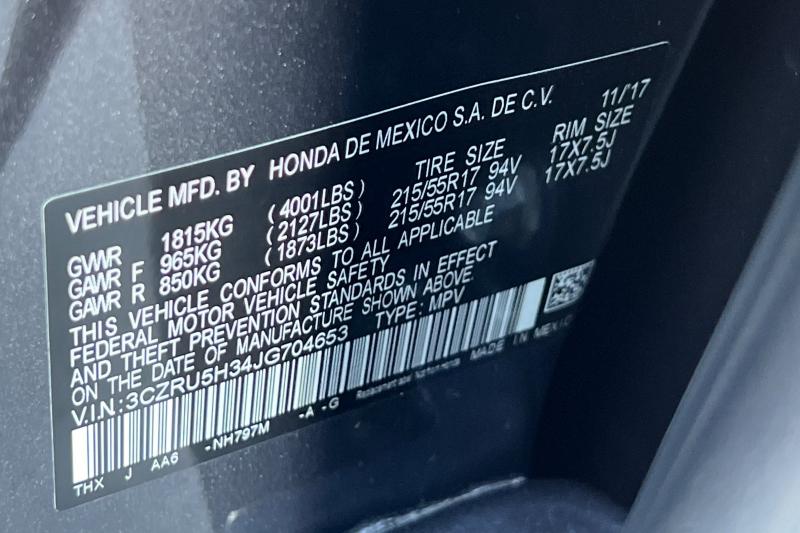 VEHICLE MFD. BY HONDA DE MEXICO S.A. DE C.V. 11/'17
TIRE SIZE RIM SIZE
GVWR 1815KG (4001LBS)
GAWR F 965KG (2127LBS) 215/55R17 94V 17X7.5J
GAWR R 850KG (1873LBS) 215/55R17 94V 17X7.5J
THIS VEHICLE CONFORMS TO ALL APPLICABLE
FEDERAL MOTOR VEHICLE SAFETY
AND THEFT PREVENTION STANDARDS IN EFFECT
ON THE DATE OF MANUFACTURE SHOWN ABOVE.
V.I.N.:3CZRU5H34JG704653 TYPE: MPV
THX J AA6 -NH797M -A -G MADE IN MEXICO